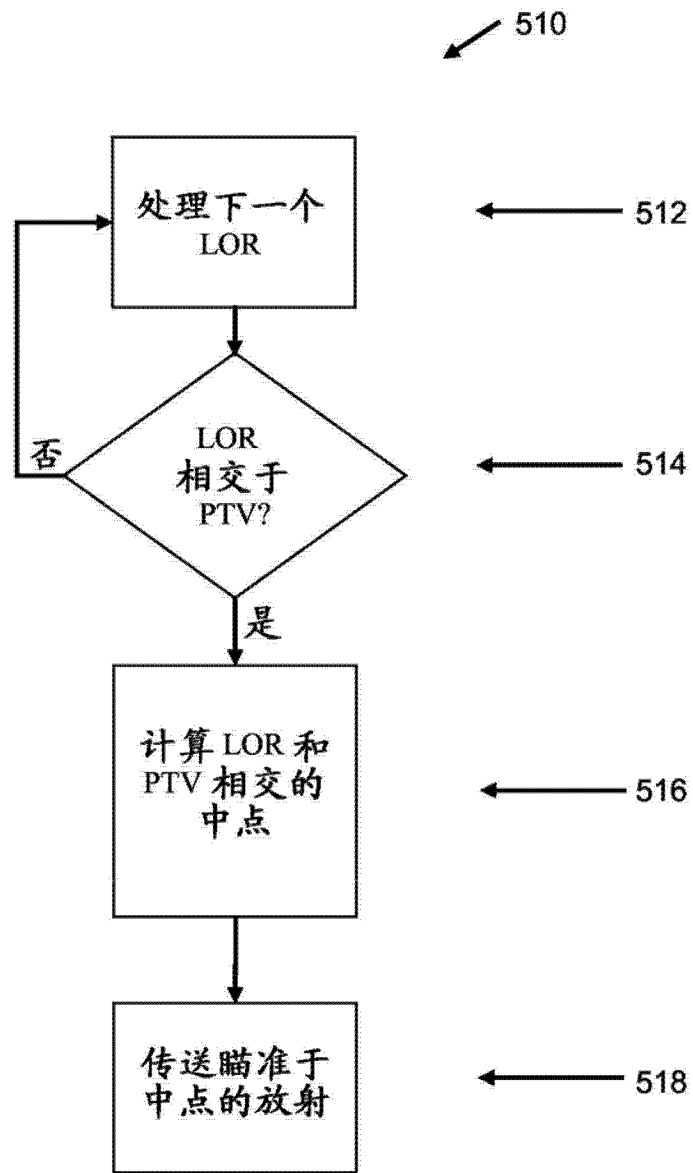 510
处理下一个
LOR
512
LOR
相交于
PTV?
514
否
是
计算 LOR 和
PTV 相交的
中点
516
传送瞄准于
中点的放射
518